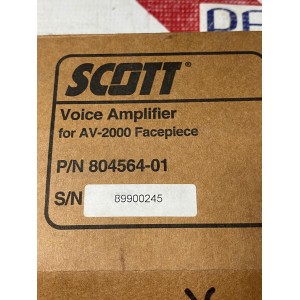 SCOTT®
Voice Amplifier
for AV-2000 Facepiece
P/N 804564-01
S/N 89900245